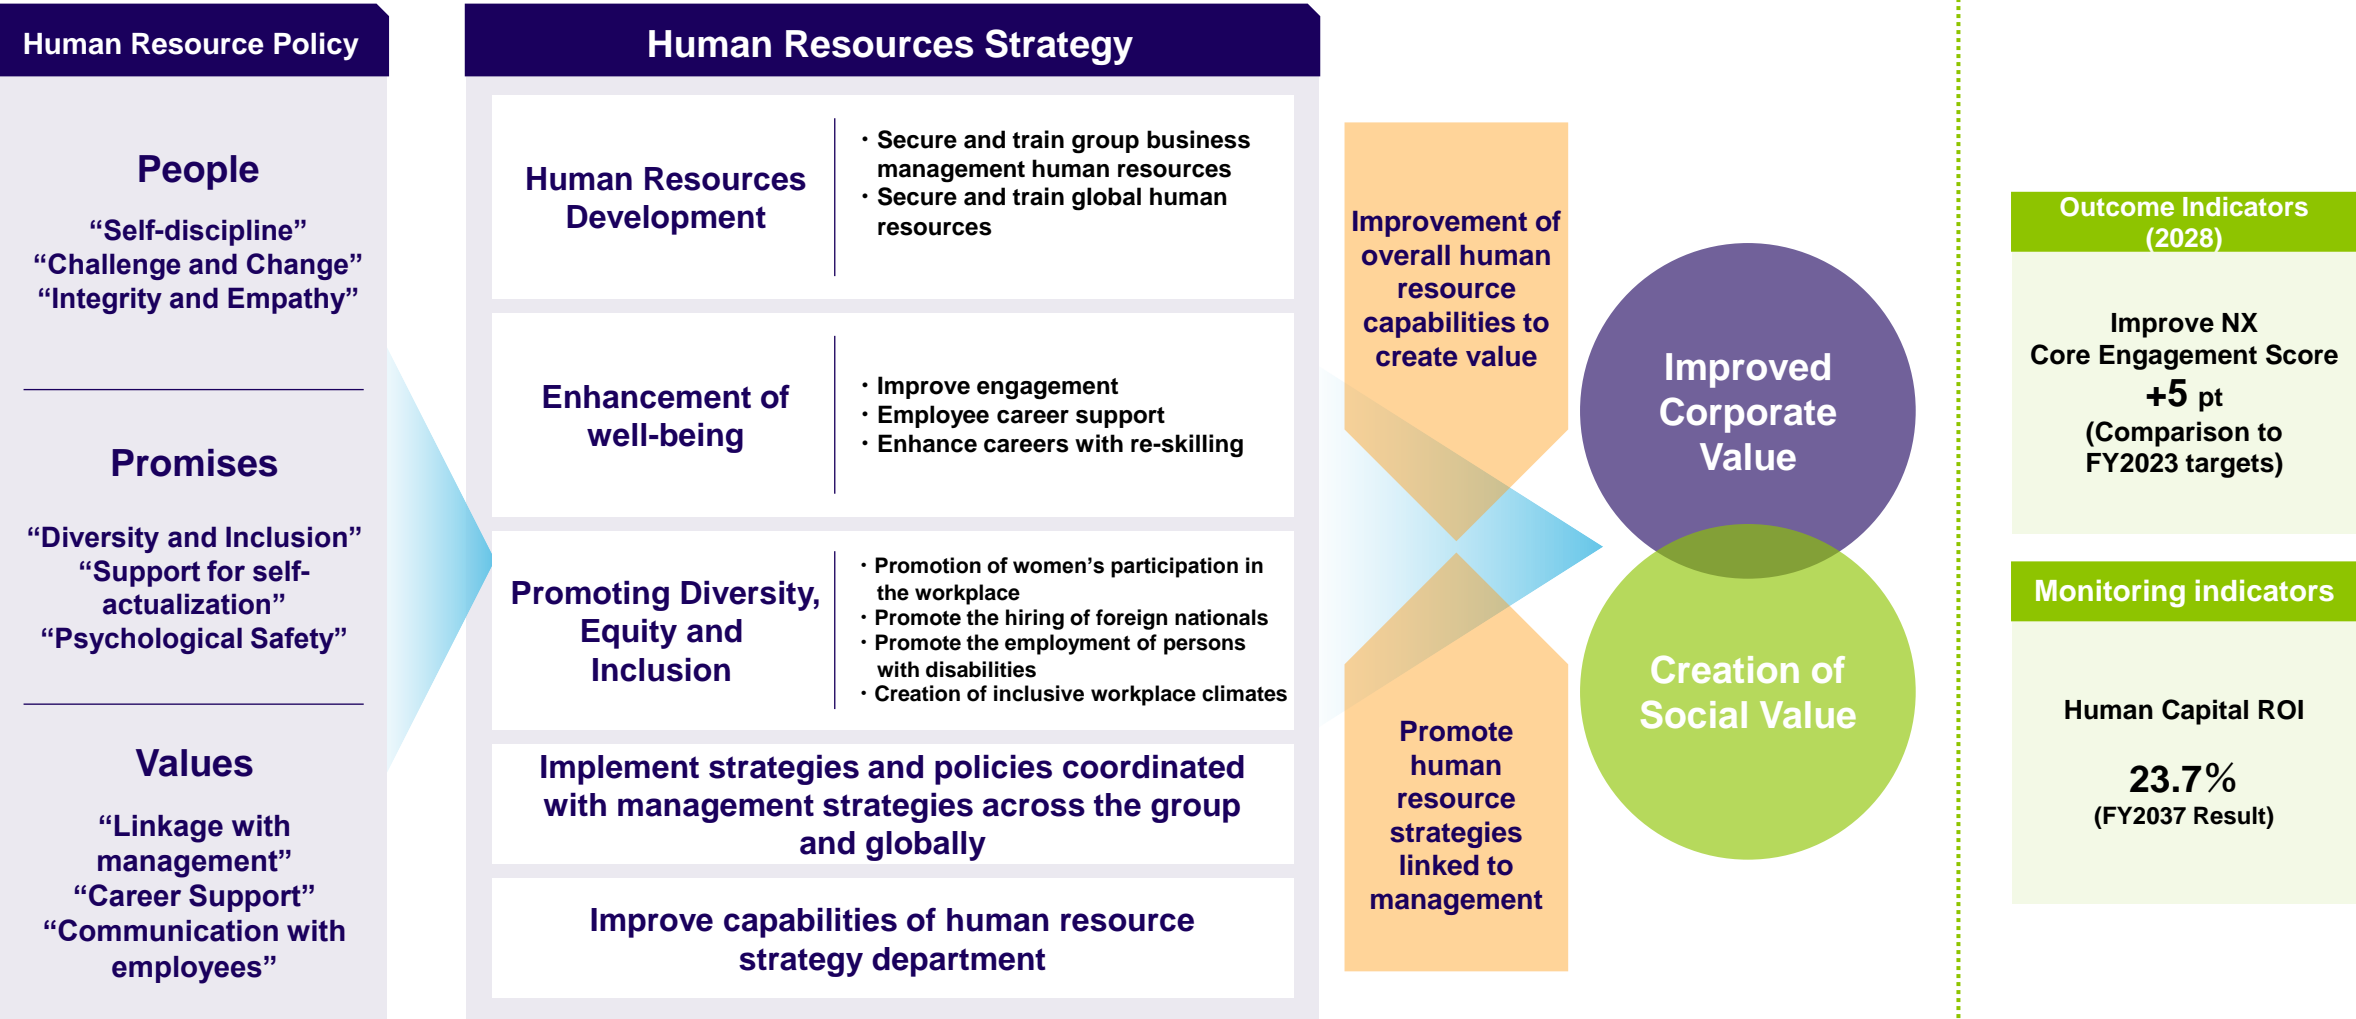 Human Resource Policy
People
“Self-discipline”
“Challenge and Change”
“Integrity and Empathy”
Promises
“Diversity and Inclusion”
“Support for self-
actualization”
“Psychological Safety”
Values
“Linkage with
management”
“Career Support”
“Communication with
employees”
Human Resources Strategy
Human Resources
Development
・Secure and train group business
management human resources
・Secure and train global human
resources
Enhancement of
well-being
・Improve engagement
・Employee career support
・Enhance careers with re-skilling
Promoting Diversity,
Equity and
Inclusion
・Promotion of women’s participation in
the workplace
・Promote the hiring of foreign nationals
・Promote the employment of persons
with disabilities
・Creation of inclusive workplace climates
Implement strategies and policies coordinated
with management strategies across the group
and globally
Improve capabilities of human resource
strategy department
Improvement of
overall human
resource
capabilities to
create value
Promote
human
resource
strategies
linked to
management
Improved
Corporate
Value
Creation of
Social Value
Outcome Indicators
(2028)
Improve NX
Core Engagement Score
+5 pt
(Comparison to
FY2023 targets)
Monitoring indicators
Human Capital ROI
23.7%
(FY2037 Result)